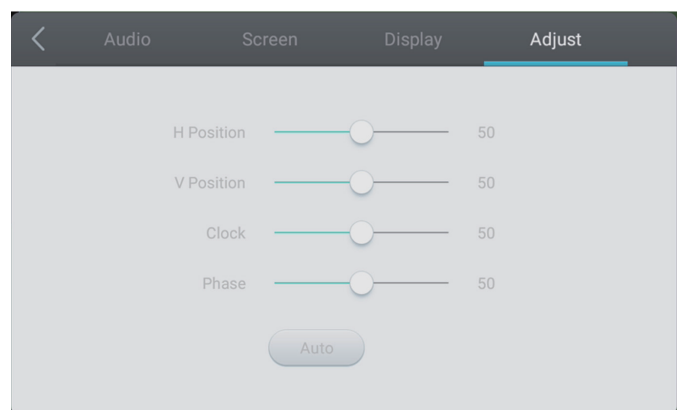 Audio Screen Display Adjust
H Position 50
V Position 50
Clock 50
Phase 50
Auto